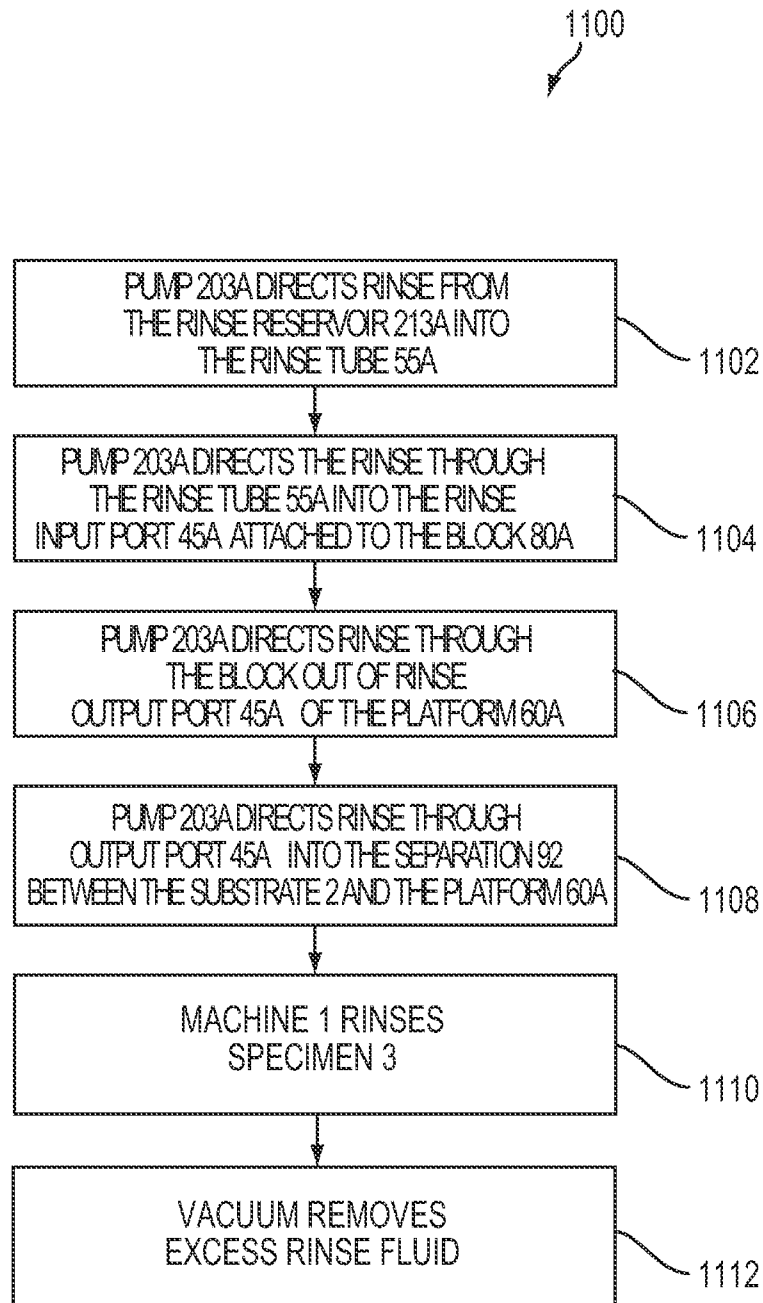 1100
PUMP 203A DIRECTS RINSE FROM
THE RINSE RESERVOIR 213A INTO
THE RINSE TUBE 55A
1102
PUMP 203A DIRECTS THE RINSE THROUGH
THE RINSE TUBE 55A INTO THE RINSE
INPUT PORT 45A ATTACHED TO THE BLOCK 80A
1104
PUMP 203A DIRECTS RINSE THROUGH
THE BLOCK OUT OF RINSE
OUTPUT PORT 45A OF THE PLATFORM 60A
1106
PUMP 203A DIRECTS RINSE THROUGH
OUTPUT PORT 45A INTO THE SEPARATION 92
BETWEEN THE SUBSTRATE 2 AND THE PLATFORM 60A
1108
MACHINE 1 RINSES
SPECIMEN 3
1110
VACUUM REMOVES
EXCESS RINSE FLUID
1112